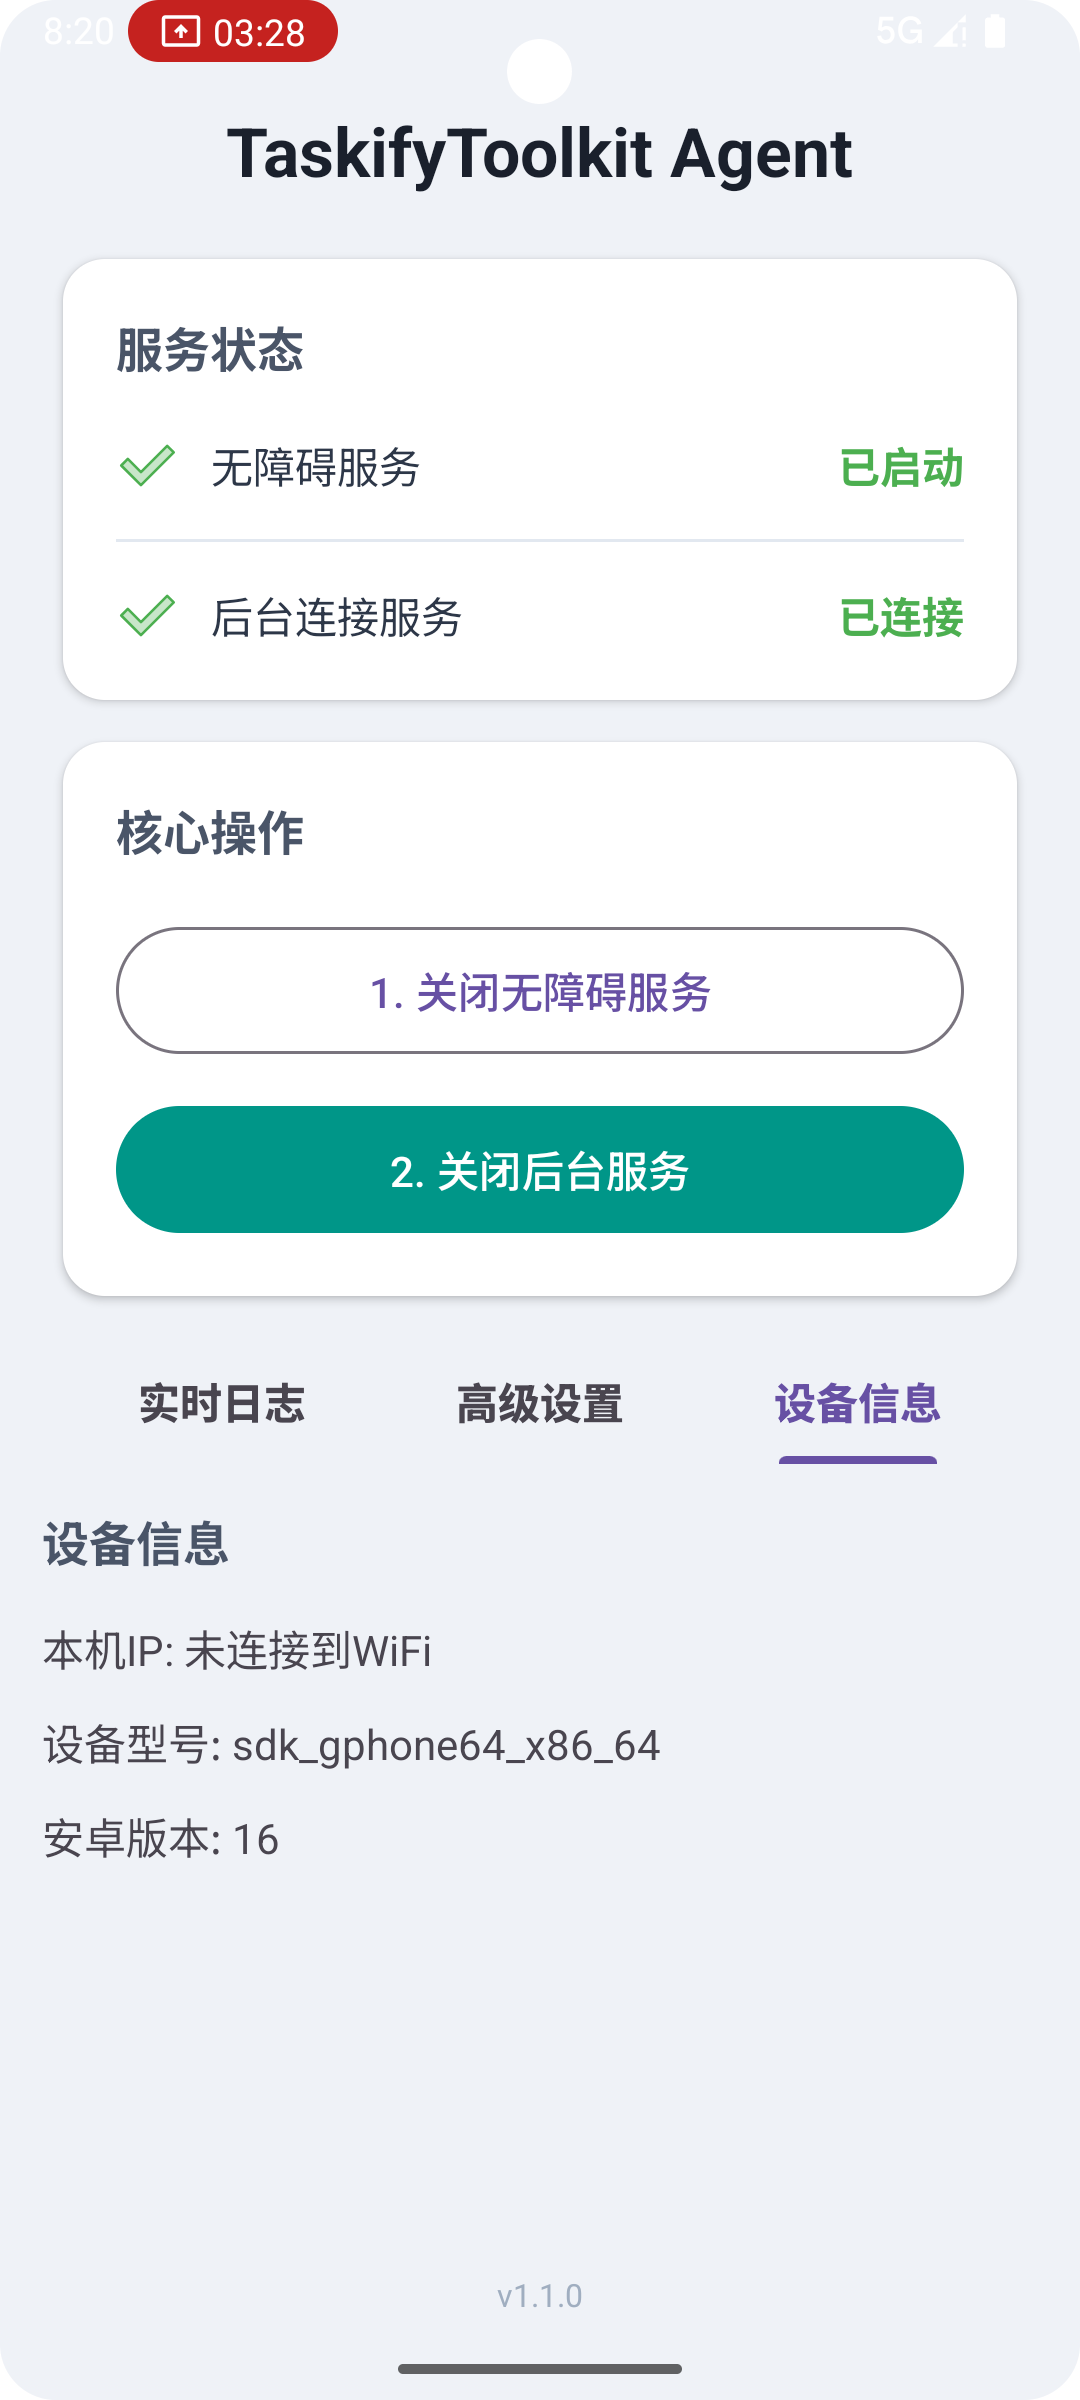 8:20 03:28 5G
TaskifyToolkit Agent
服务状态
无障碍服务 已启动
后台连接服务 已连接
核心操作
1. 关闭无障碍服务
2. 关闭后台服务
实时日志 高级设置 设备信息
设备信息
本机IP: 未连接到WiFi
设备型号: sdk_gphone64_x86_64
安卓版本: 16
v1.1.0